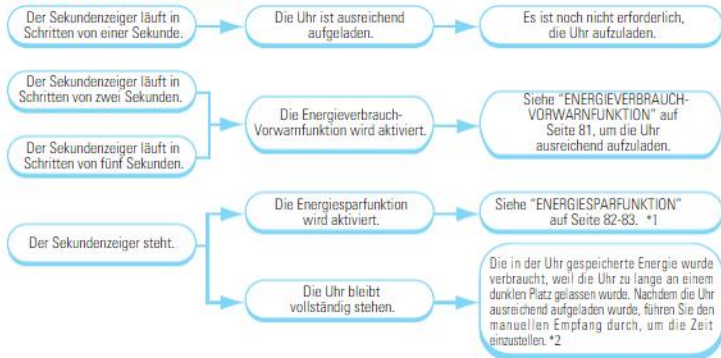 Der Sekundenzeiger läuft in
Schritten von einer Sekunde.
Die Uhr ist ausreichend
aufgeladen.
Es ist noch nicht erforderlich,
die Uhr aufzuladen.
Der Sekundenzeiger läuft in
Schritten von zwei Sekunden.
Der Sekundenzeiger läuft in
Schritten von fünf Sekunden.
Die Energieverbrauch-
Vorwarnfunktion wird aktiviert.
Siehe "ENERGIEVERBRAUCH-
VORWARNFUNKTION" auf
Seite 81, um die Uhr
ausreichend aufzuladen.
Der Sekundenzeiger steht.
Die Energiesparfunktion
wird aktiviert.
Siehe "ENERGIESPARFUNKTION"
auf Seite 82-83. *1
Die Uhr bleibt
vollständig stehen.
Die in der Uhr gespeicherte Energie wurde
verbraucht, weil die Uhr zu lange an einem
dunklen Platz gelassen wurde. Nachdem die Uhr
ausreichend aufgeladen wurde, führen Sie den
manuellen Empfang durch, um die Zeit
einzustellen. *2